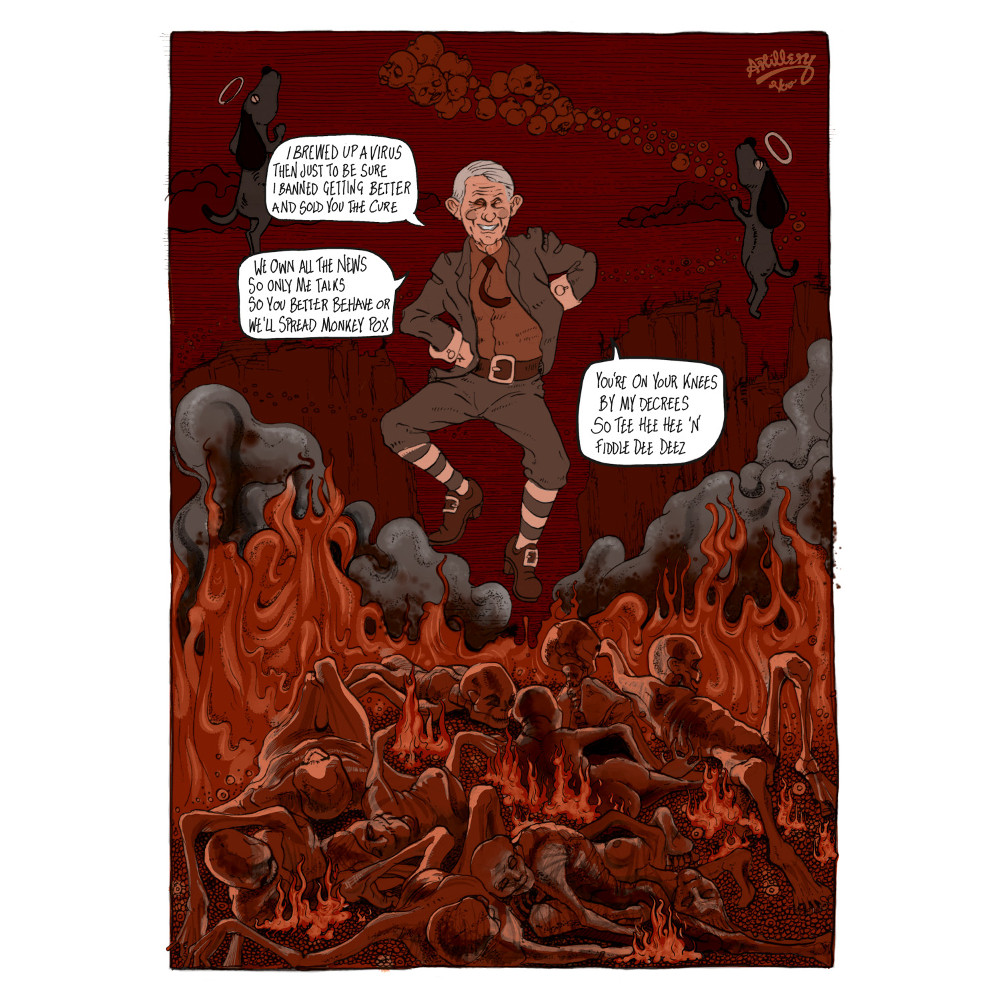 I BREWED UP A VIRUS
THEN JUST TO BE SURE
I BANNED GETTING BETTER
AND SOLD YOU THE CURE
WE OWN ALL THE NEWS
SO ONLY ME TALKS
SO YOU BETTER BEHAVE OR
WE'LL SPREAD MONKEY POX
YOU'RE ON YOUR KNEES
BY MY DECREES
SO TEE HEE HEE 'N'
FIDDLE DEE DEEZ